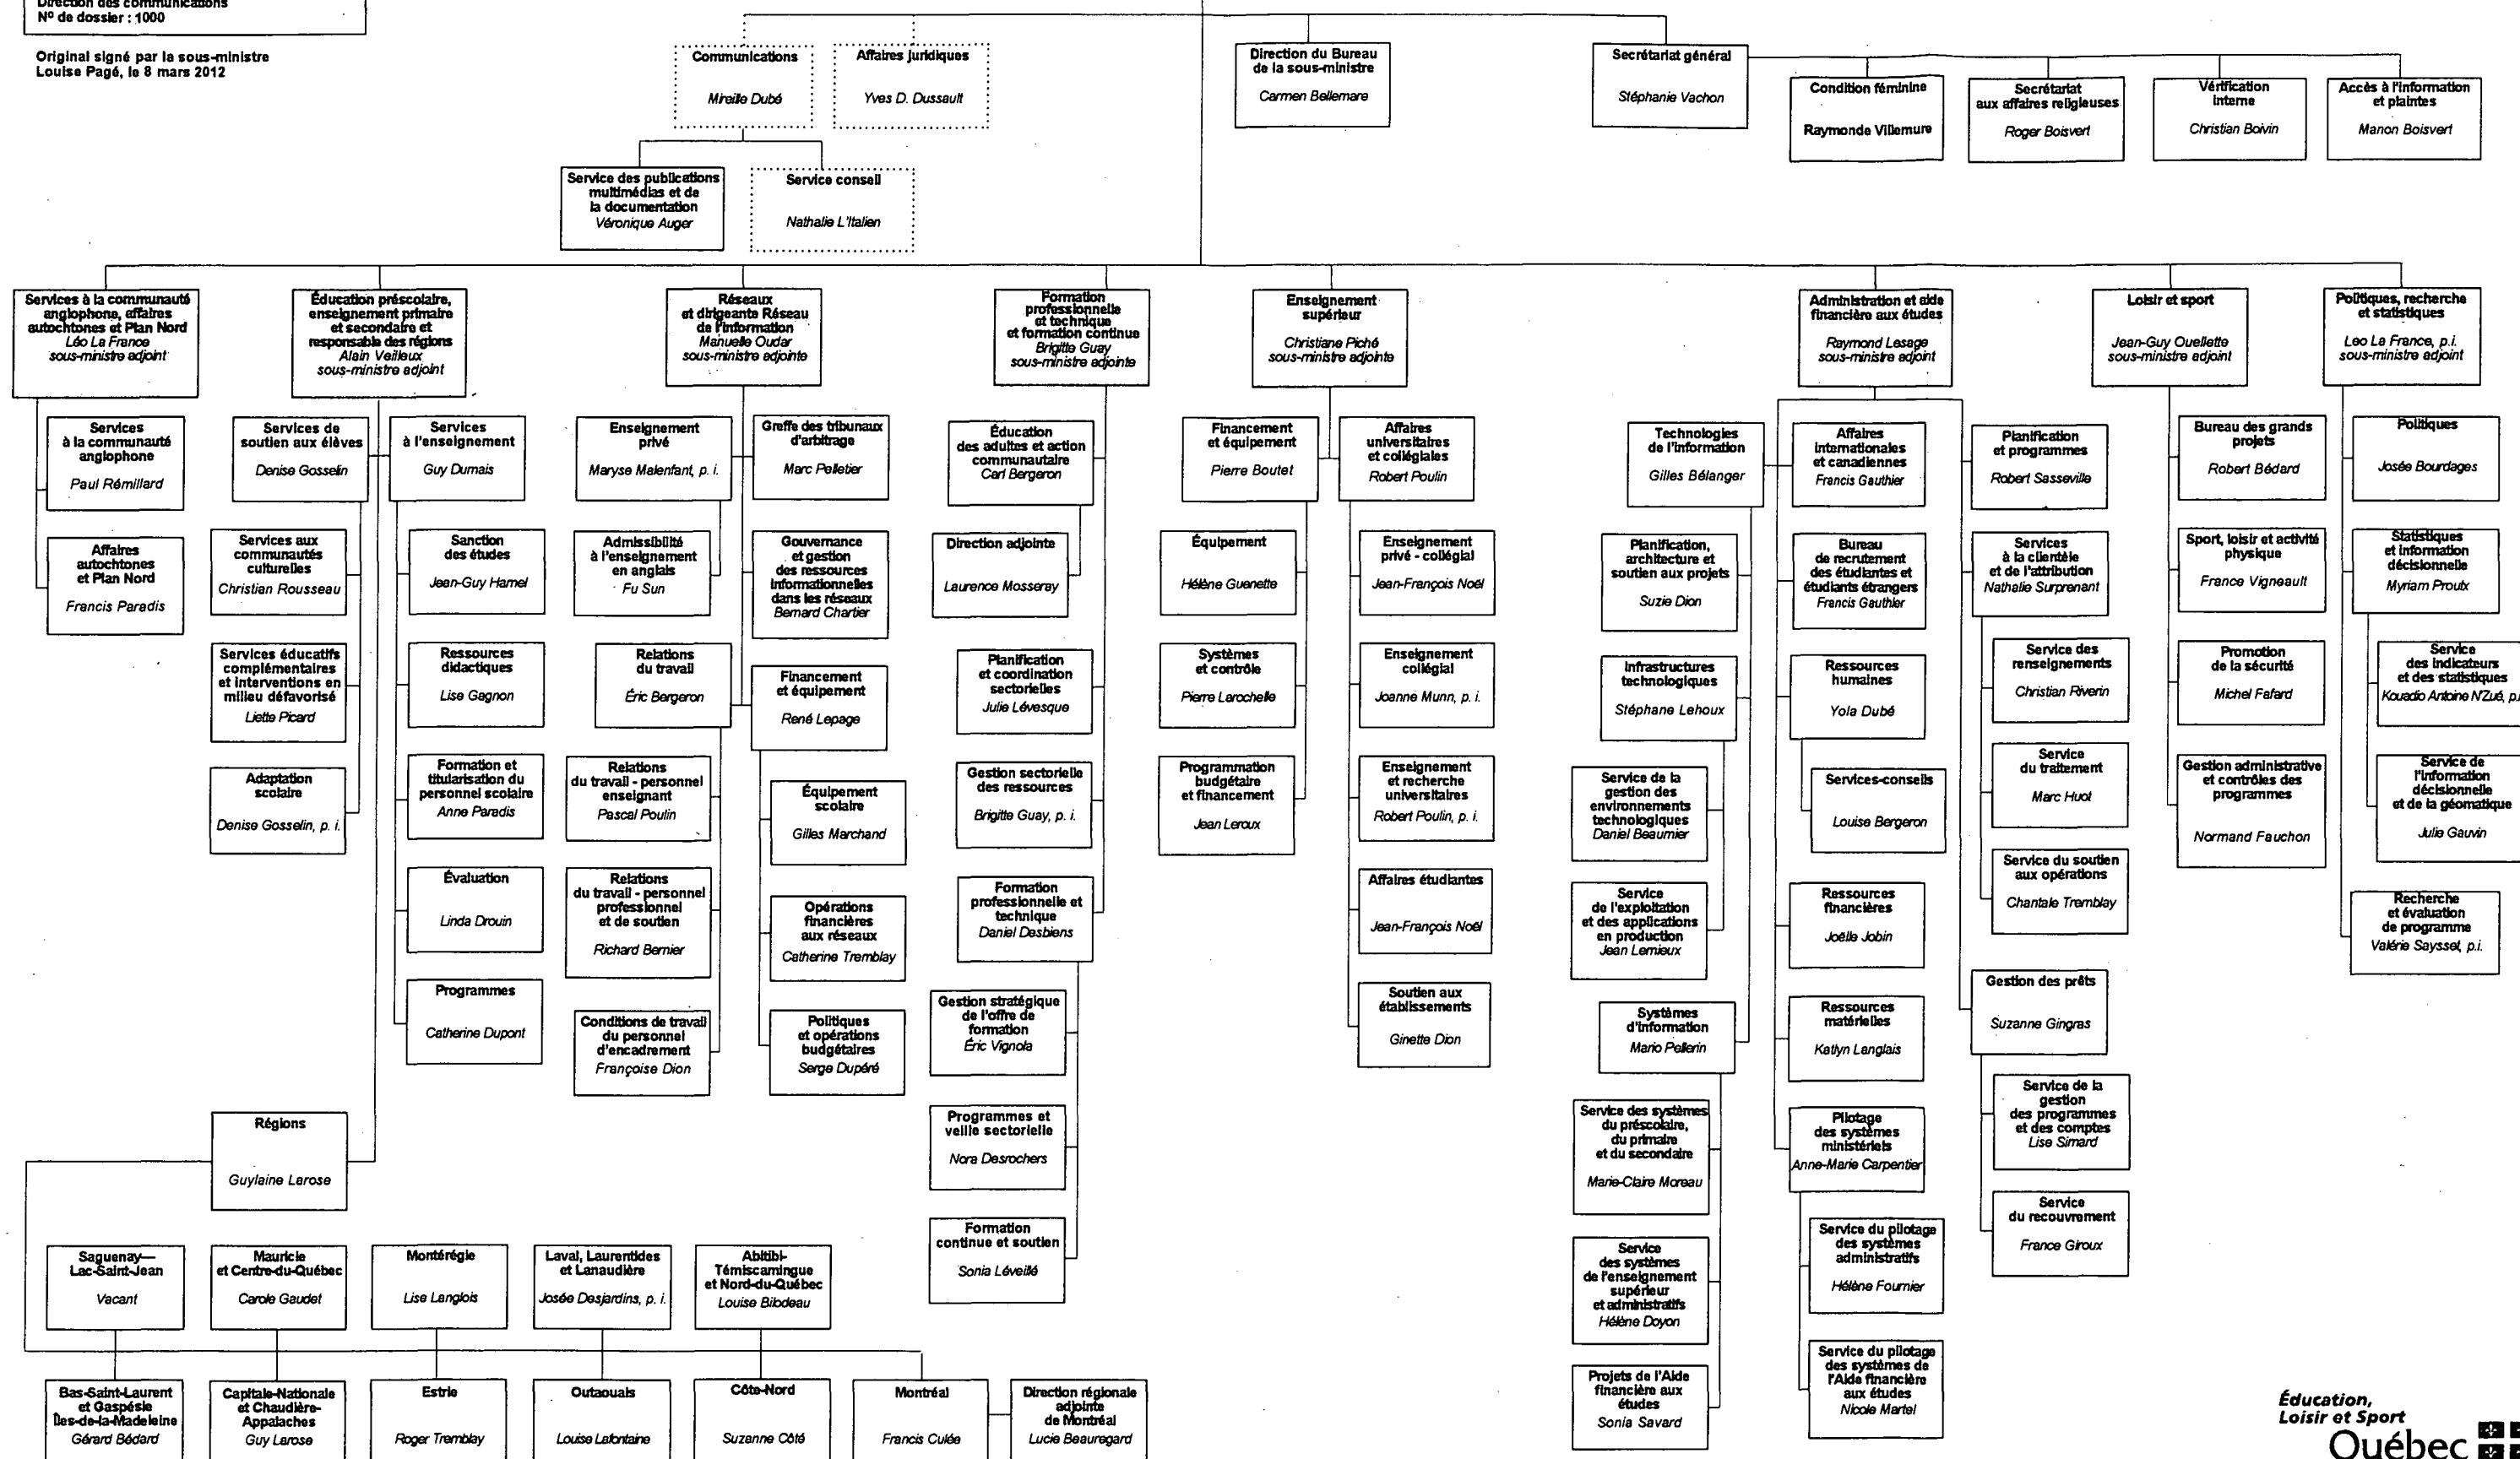 Direction des communications
Nº de dossier : 1000
Original signé par la sous-ministre
Louise Pagé, le 8 mars 2012
Communications
Mireille Dubé
Affaires juridiques
Yves D. Dussault
Direction du Bureau
de la sous-ministre
Carmen Bellemare
Secrétariat général
Stéphanie Vachon
Condition féminine
Raymonde Villemure
Secrétariat
aux affaires religieuses
Roger Boisvert
Vérification
interne
Christian Boivin
Accès à l'information
et plaintes
Manon Boisvert
Service des publications
multimédias et de
la documentation
Véronique Auger
Service conseil
Nathalie L'Italien
Services à la communauté
anglophone, affaires
autochtones et Plan Nord
Léo La France
sous-ministre adjoint
Éducation préscolaire,
enseignement primaire
et secondaire et
responsable des régions
Alain Veilleux
sous-ministre adjoint
Réseaux
et dirigeante Réseau
de l'information
Manuelle Oudar
sous-ministre adjointe
Formation
professionnelle
et technique
et formation continue
Brigitte Guay
sous-ministre adjointe
Enseignement
supérieur
Christiane Piché
sous-ministre adjointe
Administration et aide
financière aux études
Raymond Lesage
sous-ministre adjoint
Loisir et sport
Jean-Guy Ouellette
sous-ministre adjoint
Politiques, recherche
et statistiques
Leo La France, p.i.
sous-ministre adjoint
Services
à la communauté
anglophone
Paul Rémillard
Affaires
autochtones
et Plan Nord
Francis Paradis
Services de
soutien aux élèves
Denise Gosselin
Services aux
communautés
culturelles
Christian Rousseau
Services éducatifs
complémentaires
et interventions en
milieu défavorisé
Liette Picard
Adaptation
scolaire
Denise Gosselin, p. i.
Services
à l'enseignement
Guy Dumais
Sanction
des études
Jean-Guy Hamel
Ressources
didactiques
Lise Gagnon
Formation et
titularisation du
personnel scolaire
Anne Paradis
Évaluation
Linda Drouin
Programmes
Catherine Dupont
Enseignement
privé
Maryse Malenfant, p. i.
Admissibilité
à l'enseignement
en anglais
Fu Sun
Relations
du travail
Éric Bergeron
Relations
du travail - personnel
enseignant
Pascal Poulin
Relations
du travail - personnel
professionnel
et de soutien
Richard Bernier
Conditions de travail
du personnel
d'encadrement
Françoise Dion
Greffe des tribunaux
d'arbitrage
Marc Pelletier
Gouvernance
et gestion
des ressources
informationnelles
dans les réseaux
Bernard Chartier
Financement
et équipement
René Lepage
Équipement
scolaire
Gilles Marchand
Opérations
financières
aux réseaux
Catherine Tremblay
Politiques
et opérations
budgétaires
Serge Dupéré
Éducation
des adultes et action
communautaire
Carl Bergeron
Direction adjointe
Laurence Mosseray
Planification
et coordination
sectorielles
Julie Lévesque
Gestion sectorielle
des ressources
Brigitte Guay, p. i.
Formation
professionnelle et
technique
Daniel Desbiens
Gestion stratégique
de l'offre de
formation
Éric Vignola
Programmes et
veille sectorielle
Nora Desrochers
Formation
continue et soutien
Sonia Léveillé
Financement
et équipement
Pierre Boutet
Équipement
Hélène Guenette
Systèmes
et contrôle
Pierre Larochelle
Programmation
budgétaire
et financement
Jean Leroux
Affaires
universitaires
et collégiales
Robert Poulin
Enseignement
privé - collégial
Jean-François Noël
Enseignement
collégial
Joanne Munn, p. i.
Enseignement
et recherche
universitaires
Robert Poulin, p. i.
Affaires étudiantes
Jean-François Noël
Soutien aux
établissements
Ginette Dion
Technologies
de l'information
Gilles Bélanger
Planification,
architecture et
soutien aux projets
Suzie Dion
Infrastructures
technologiques
Stéphane Lehoux
Service de la
gestion des
environnements
technologiques
Daniel Beaumier
Service
de l'exploitation
et des applications
en production
Jean Lemieux
Systèmes
d'information
Mario Pellerin
Service des systèmes
du préscolaire,
du primaire
et du secondaire
Marie-Claire Moreau
Service
des systèmes
de l'enseignement
supérieur
et administratifs
Hélène Doyon
Projets de l'Aide
financière aux
études
Sonia Savard
Affaires
internationales
et canadiennes
Francis Gauthier
Bureau
de recrutement
des étudiantes et
étudiants étrangers
Francis Gauthier
Ressources
humaines
Yola Dubé
Services-conseils
Louise Bergeron
Ressources
financières
Joëlle Jobin
Ressources
matérielles
Katlyn Langlais
Pilotage
des systèmes
ministériels
Anne-Marie Carpentier
Service du pilotage
des systèmes
administratifs
Hélène Fournier
Service du pilotage
des systèmes de
l'Aide financière
aux études
Nicole Martel
Planification
et programmes
Robert Sasseville
Services
à la clientèle
et de l'attribution
Nathalie Surprenant
Service des
renseignements
Christian Riverin
Service
du traitement
Marc Huot
Service du soutien
aux opérations
Chantale Tremblay
Gestion des prêts
Suzanne Gingras
Service de la
gestion
des programmes
et des comptes
Lise Simard
Service
du recouvrement
France Giroux
Bureau des grands
projets
Robert Bédard
Sport, loisir et activité
physique
France Vigneault
Promotion
de la sécurité
Michel Fafard
Gestion administrative
et contrôles des
programmes
Normand Fauchon
Politiques
Josée Bourdages
Statistiques
et information
décisionnelle
Myriam Proulx
Service
des indicateurs
et des statistiques
Kouadio Antoine N'Zué, p.i
Service de
l'information
décisionnelle
et de la géomatique
Julie Gauvin
Recherche
et évaluation
de programme
Valérie Saysset, p.i.
Régions
Guylaine Larose
Saguenay—
Lac-Saint-Jean
Vacant
Mauricie
et Centre-du-Québec
Carole Gaudet
Montérégie
Lise Langlois
Laval, Laurentides
et Lanaudière
Josée Desjardins, p. i.
Abitibi-
Témiscamingue
et Nord-du-Québec
Louise Bilodeau
Bas-Saint-Laurent
et Gaspésie
Îles-de-la-Madeleine
Gérard Bédard
Capitale-Nationale
et Chaudière-
Appalaches
Guy Larose
Estrie
Roger Tremblay
Outaouais
Louise Lafontaine
Côte-Nord
Suzanne Côté
Montréal
Francis Culée
Direction régionale
adjointe
de Montréal
Lucie Beauregard
Éducation,
Loisir et Sport
Québec